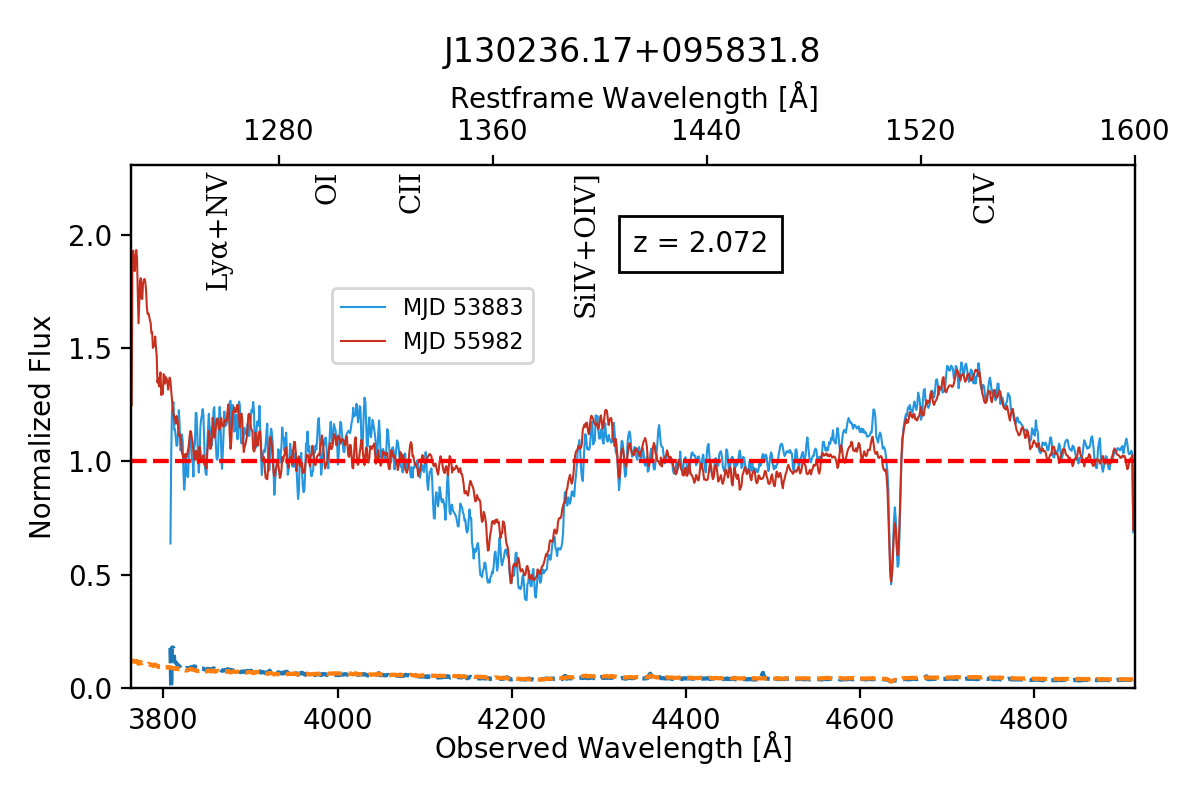 J130236.17+095831.8
Restframe Wavelength [Å]
1280 1360 1440 1520 1600
Lyα+NV
OI
CII
SiIV+OIV]
CIV
z = 2.072
MJD 53883
MJD 55982
Normalized Flux
2.0
1.5
1.0
0.5
0.0
3800 4000 4200 4400 4600 4800
Observed Wavelength [Å]